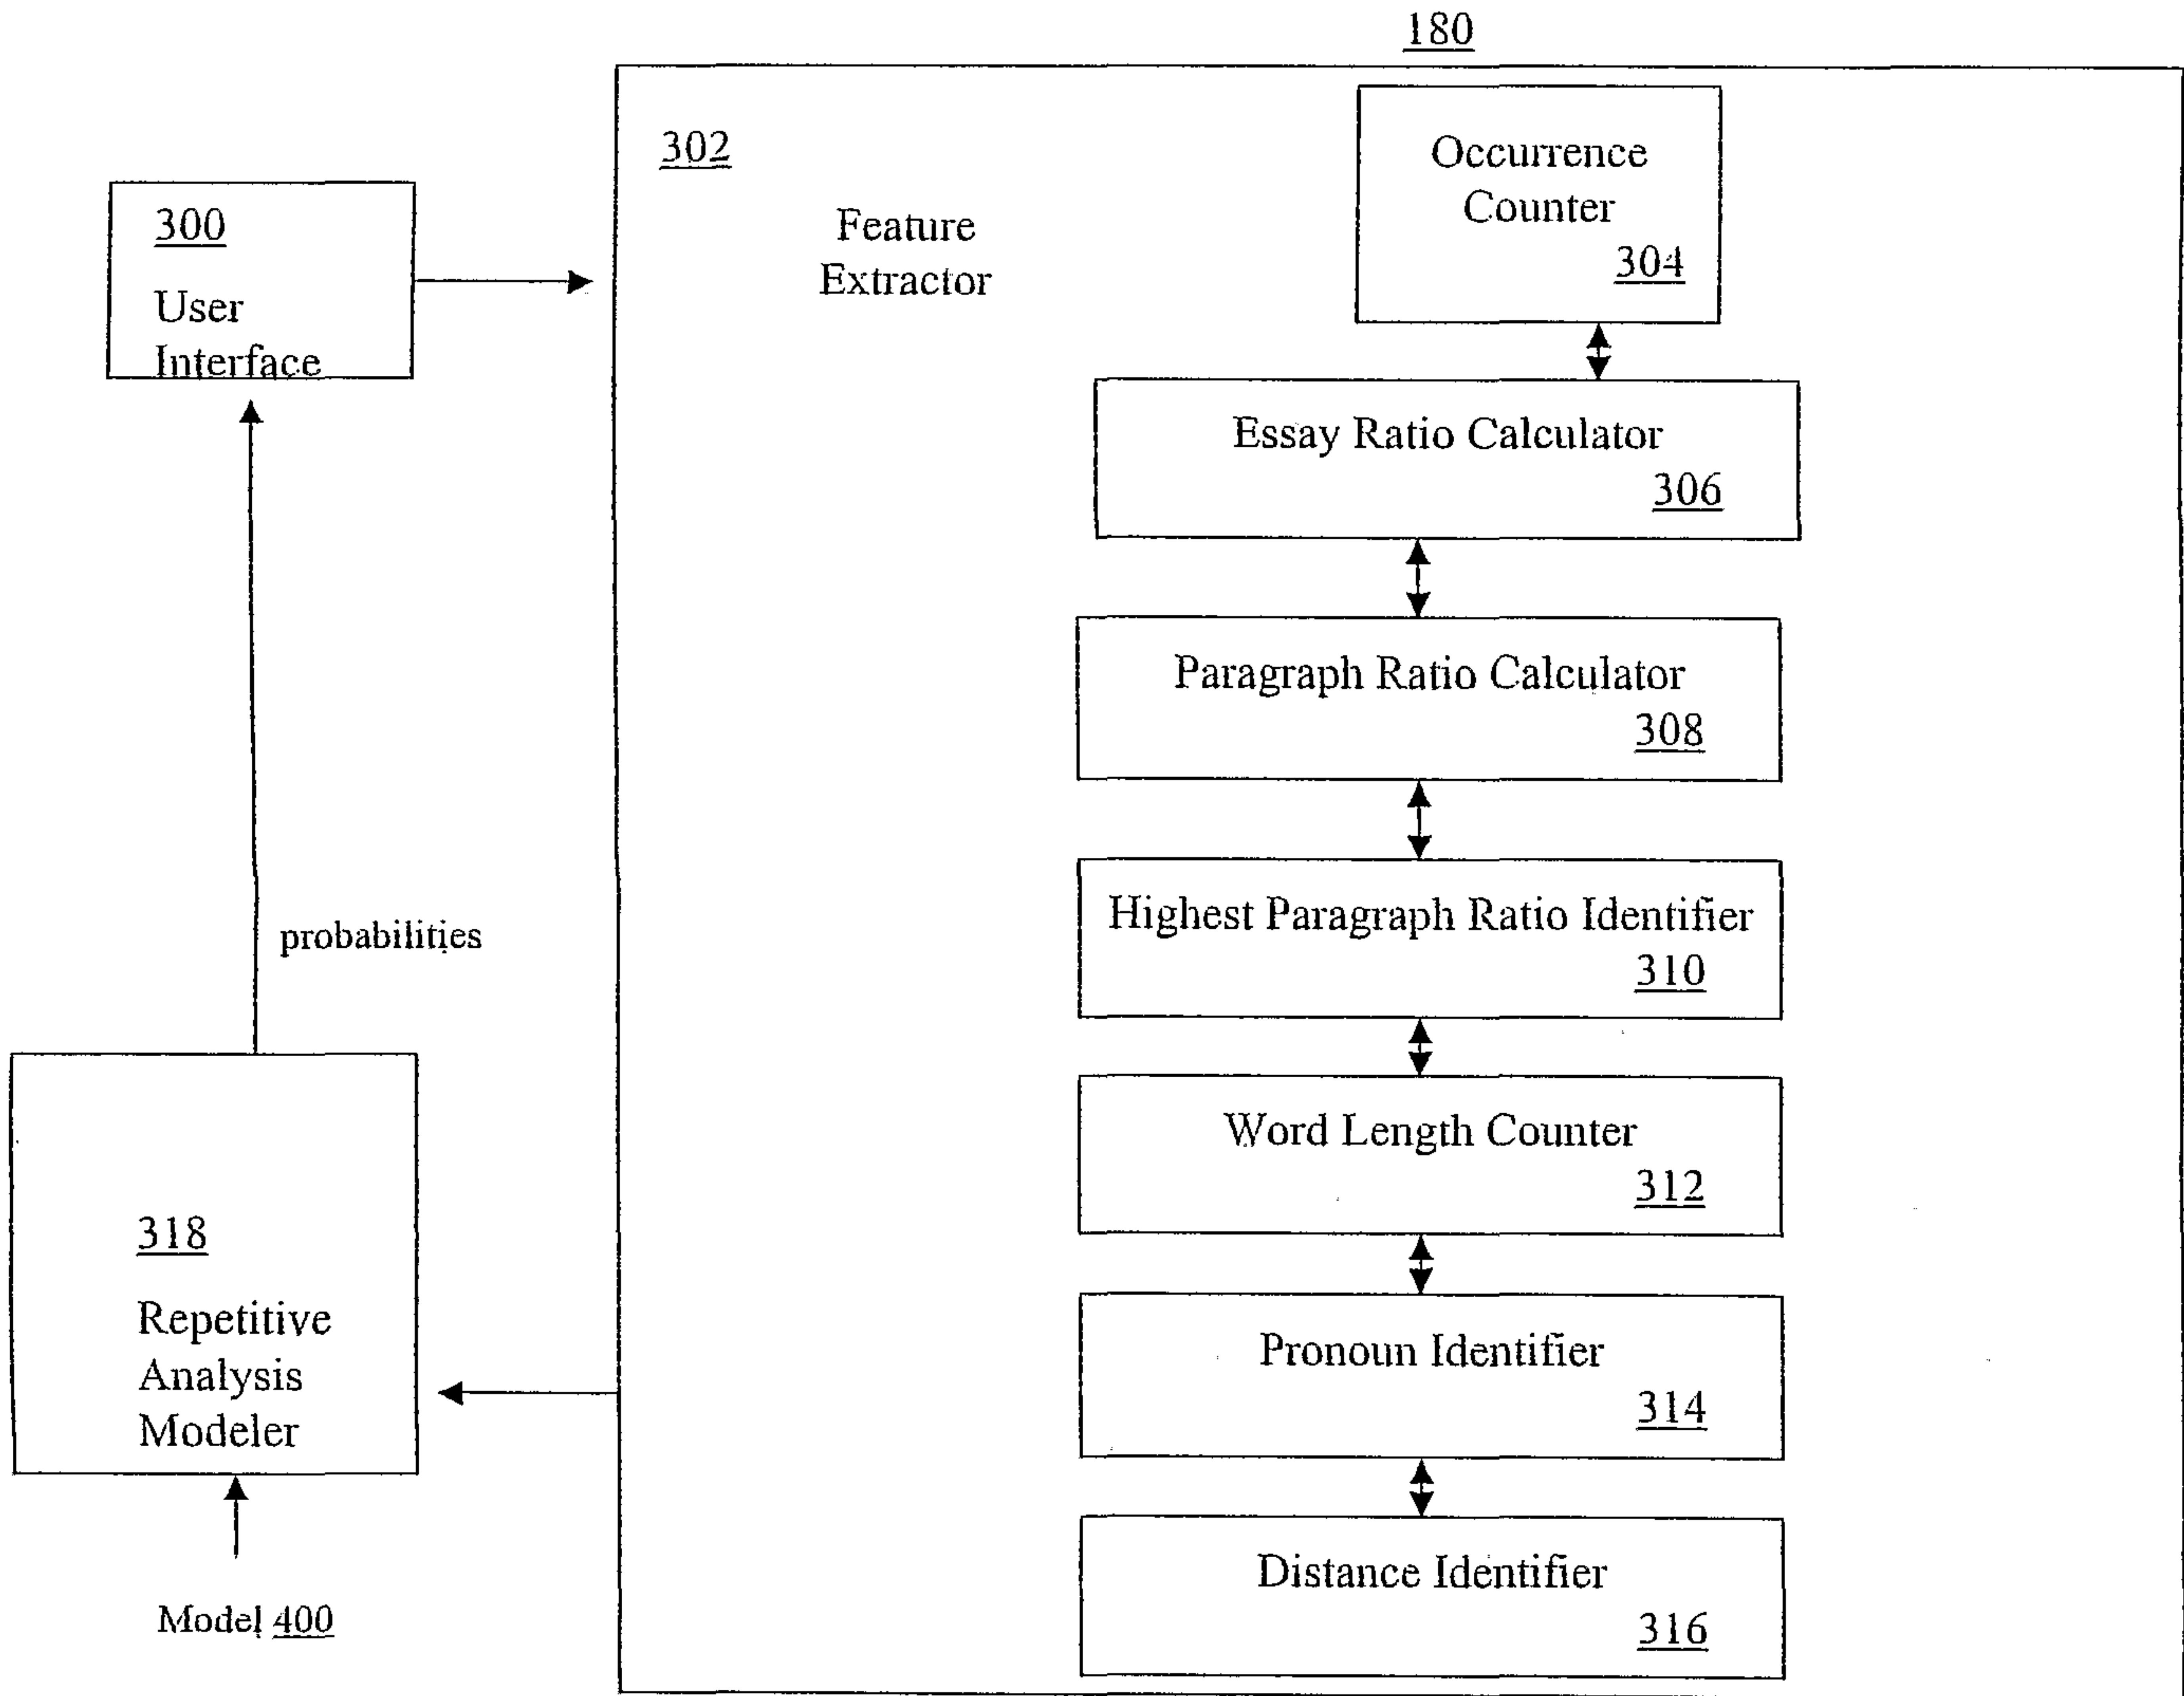 180
302
Feature
Extractor
Occurrence
Counter
304
300
User
Interface
Essay Ratio Calculator
306
Paragraph Ratio Calculator
308
Highest Paragraph Ratio Identifier
310
probabilities
Word Length Counter
312
318
Repetitive
Analysis
Modeler
Pronoun Identifier
314
Distance Identifier
316
Model 400